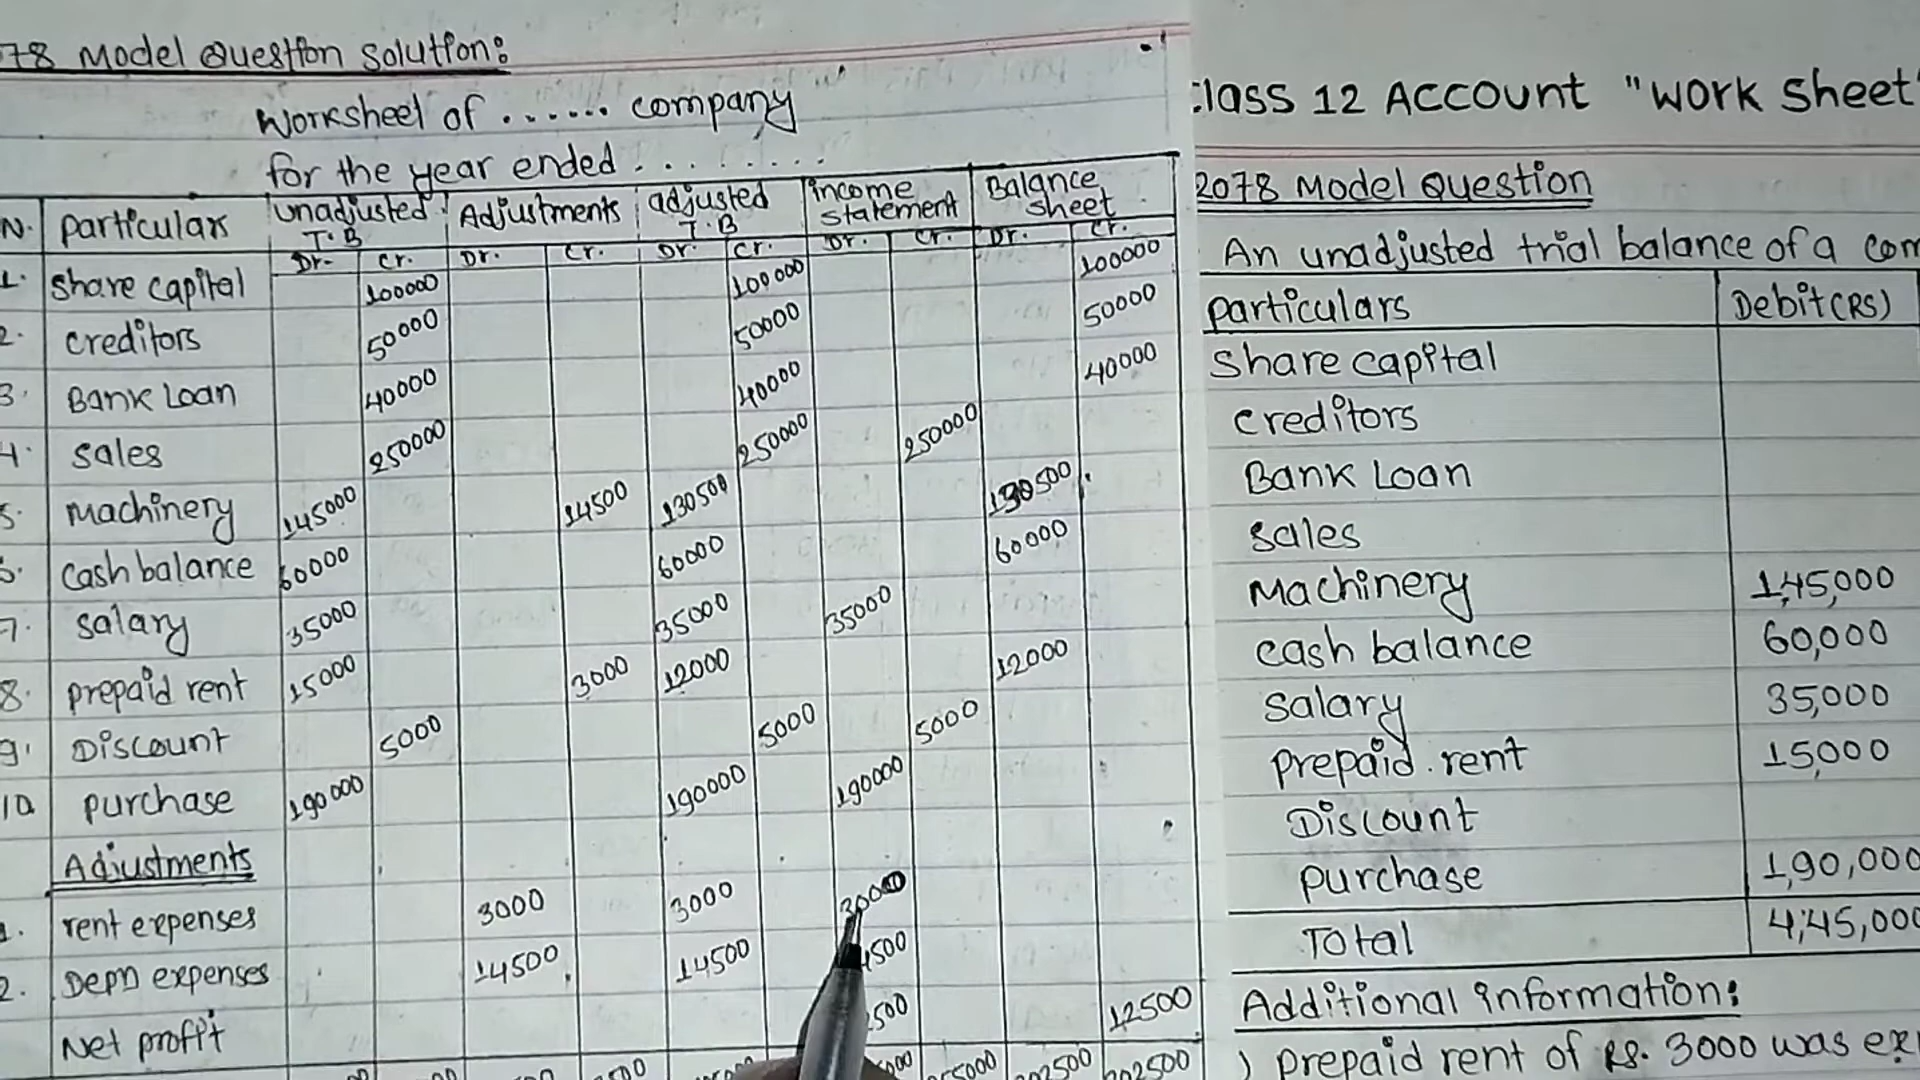 78 Model Question Solution:
Worksheel of ....... company
for the year ended .........
N. Particulars unadjusted T.B Adjustments adjusted T.B income statement Balance sheet
Dr. Cr. Dr. Cr. Dr. Cr. Dr. Cr. Dr. Cr.
1. Share capital 100000 100000 100000
2. creditors 50000 50000 50000
3. Bank Loan 40000 40000 40000
4. sales 250000 250000 250000
5. Machinery 145000 14500 130500 130500
6. Cash balance 60000 60000 60000
7. salary 35000 35000 35000
8. prepaid rent 15000 3000 12000 12000
9. Discount 5000 5000 5000
10 purchase 190000 190000 190000
Adjustments
1. rent expenses 3000 3000 3000
2. Depn expenses 14500 14500 4500
Net profit 2500 12500
202500
Class 12 Account "Work Sheet"
2078 Model Question
An unadjusted trial balance of a com
Particulars Debit (RS)
Share capital
creditors
Bank Loan
sales
Machinery 1,45,000
cash balance 60,000
Salary 35,000
prepaid rent 15,000
Discount
purchase 1,90,000
Total 4,45,000
Additional information:
) prepaid rent of Rs. 3000 was exp